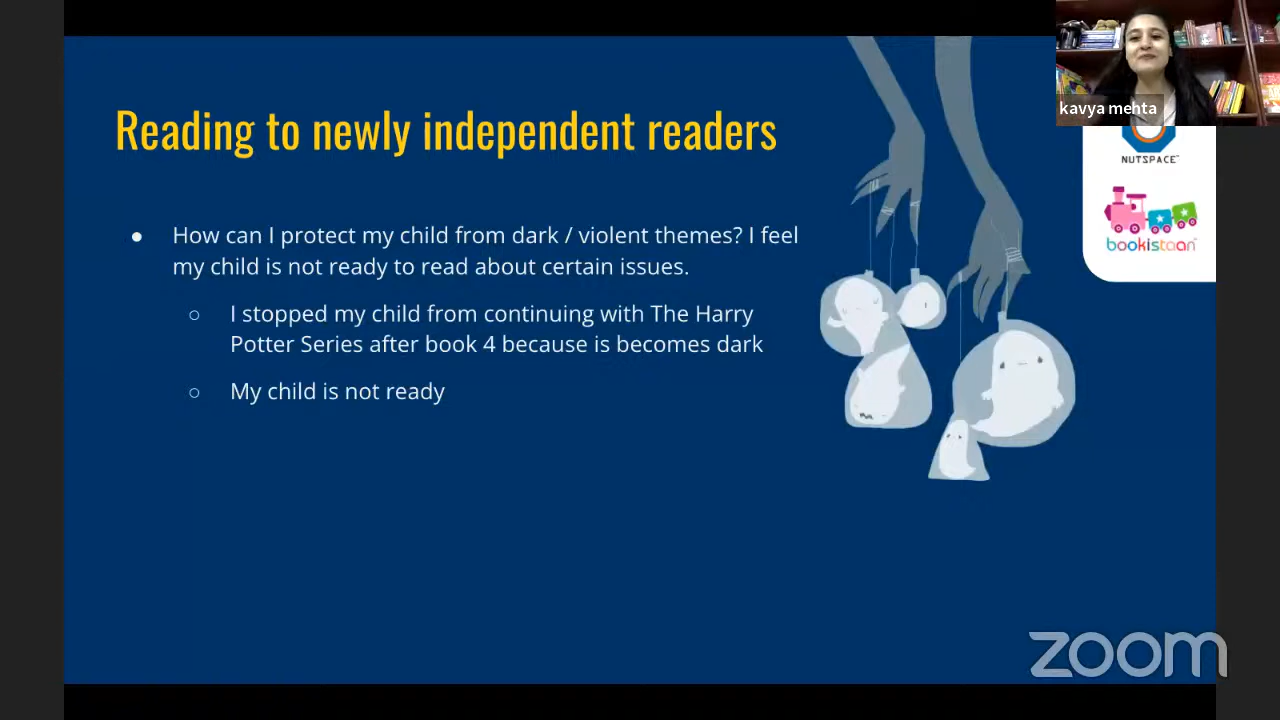 Reading to newly independent readers
● How can I protect my child from dark / violent themes? I feel
my child is not ready to read about certain issues.
○ I stopped my child from continuing with The Harry
Potter Series after book 4 because is becomes dark
○ My child is not ready
kavya mehta
NUTSPACE™
bookistaan
zoom